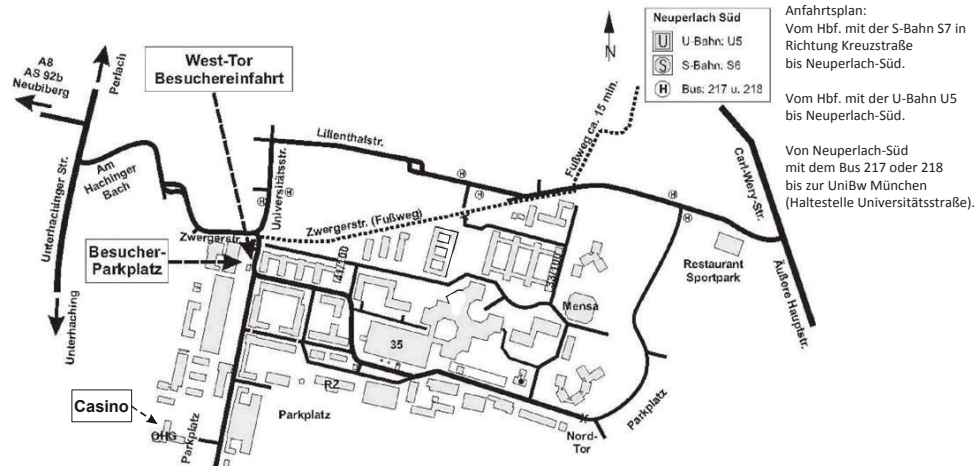 Neuperlach Süd
U U-Bahn: U5
S S-Bahn: S6
H Bus: 217 u. 218
Anfahrtsplan:
Vom Hbf. mit der S-Bahn S7 in
Richtung Kreuzstraße
bis Neuperlach-Süd.
Vom Hbf. mit der U-Bahn U5
bis Neuperlach-Süd.
Von Neuperlach-Süd
mit dem Bus 217 oder 218
bis zur UniBw München
(Haltestelle Universitätsstraße).
N
West-Tor
Besuchereinfahrt
A8
AS 92b
Neubiberg
Perlach
Unterhachinger Str.
Unterhaching
Am
Hachinger
Bach
Lilienthalstr.
Universitätsstr.
Fußweg ca. 15 min.
Zwergerstr. (Fußweg)
Zwergerstr.
Carl-Wery-Str.
Äußere Hauptstr.
H
H
H
H
H
Restaurant
Sportpark
Besucher-
Parkplatz
41/100
33/100
Mensa
35
RZ
Casino
OHG
Parkplatz
Parkplatz
Parkplatz
X
Nord-
Tor